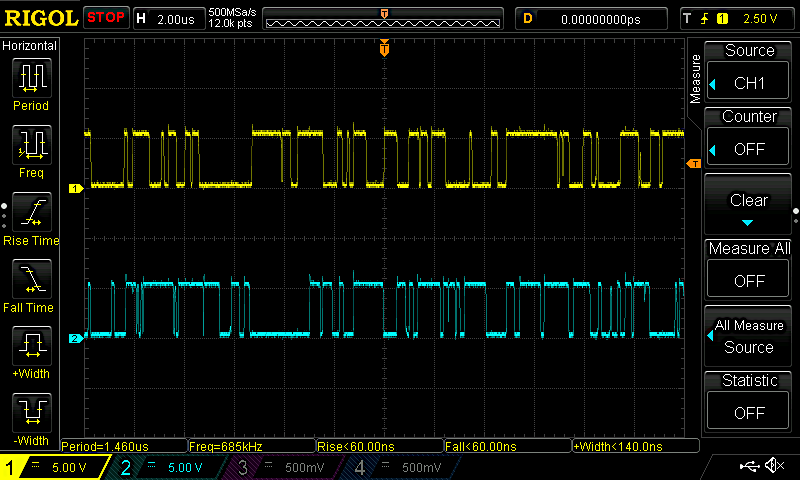 RIGOL STOP H 2.00us 500MSa/s 12.0k pts D 0.00000000ps T 1 2.50 V
Horizontal
Period
Freq
Rise Time
Fall Time
+Width
-Width
T
T
1
2
Measure
Source
CH1
Counter
OFF
Clear
Measure All
OFF
All Measure
Source
Statistic
OFF
Period=1.460us Freq=685kHz Rise<60.00ns Fall<60.00ns +Width<140.0ns
1 5.00 V 2 5.00 V 3 500mV 4 500mV